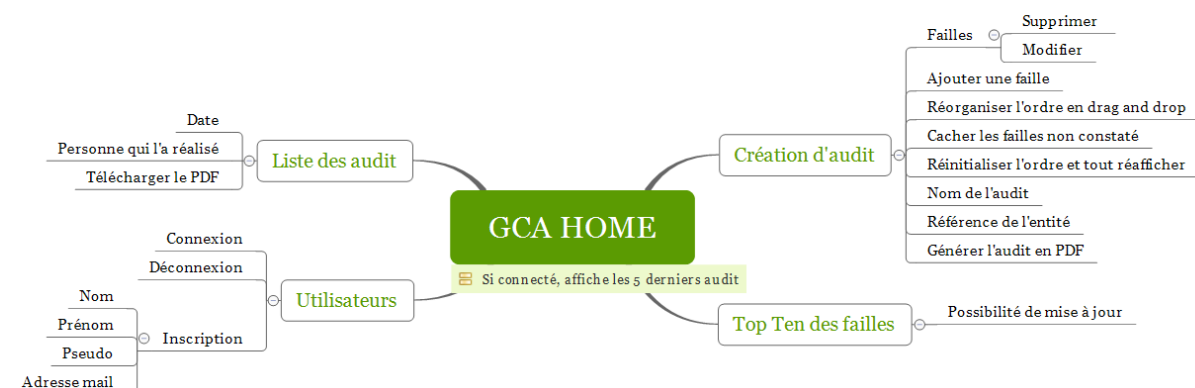 GCA HOME
Si connecté, affiche les 5 derniers audit
Liste des audit
Date
Personne qui l'a réalisé
Télécharger le PDF
Utilisateurs
Connexion
Déconnexion
Inscription
Nom
Prénom
Pseudo
Adresse mail
Création d'audit
Failles
Supprimer
Modifier
Ajouter une faille
Réorganiser l'ordre en drag and drop
Cacher les failles non constaté
Réinitialiser l'ordre et tout réafficher
Nom de l'audit
Référence de l'entité
Générer l'audit en PDF
Top Ten des failles
Possibilité de mise à jour